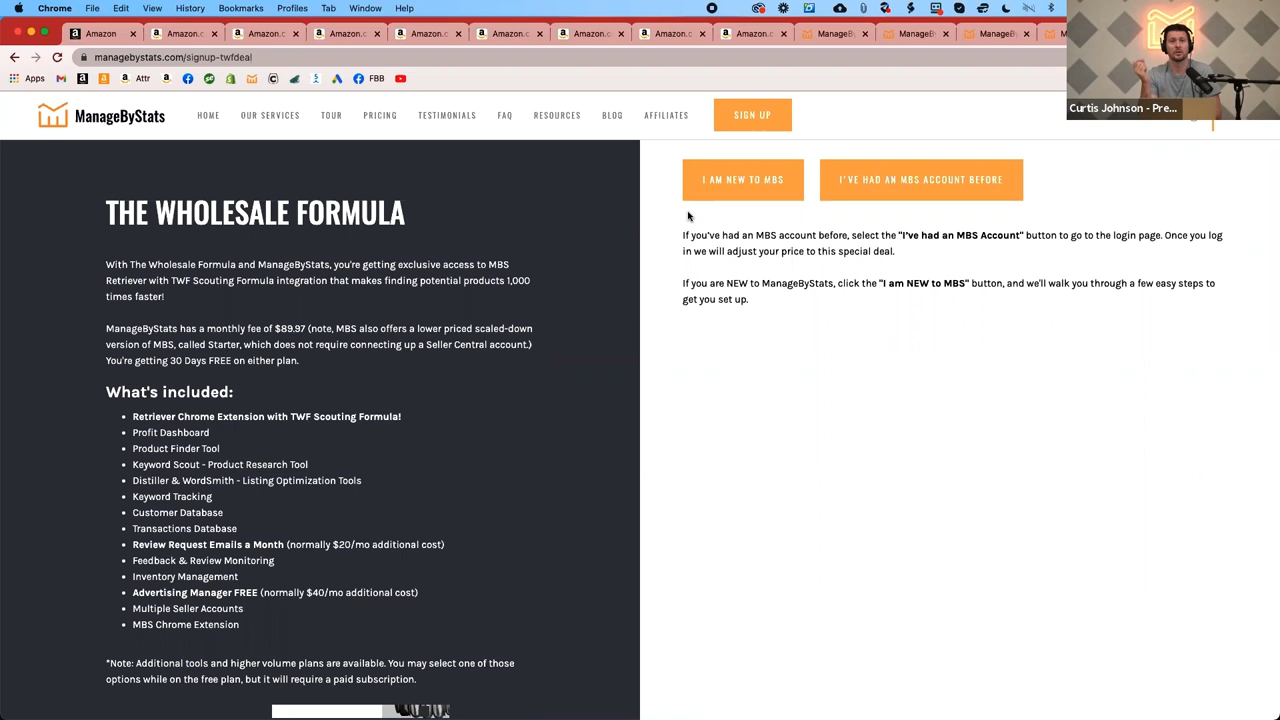 Chrome File Edit View History Bookmarks Profiles Tab Window Help
Amazon Amazon.c Amazon.c Amazon.c Amazon.c Amazon.c Amazon.c Amazon.c Amazon.c ManageBy ManageBy ManageBy
managebystats.com/signup-twfdeal
Apps Attr FBB
Curtis Johnson - Pre...
ManageByStats HOME OUR SERVICES TOUR PRICING TESTIMONIALS FAQ RESOURCES BLOG AFFILIATES SIGN UP
THE WHOLESALE FORMULA
With The Wholesale Formula and ManageByStats, you're getting exclusive access to MBS
Retriever with TWF Scouting Formula integration that makes finding potential products 1,000
times faster!
ManageByStats has a monthly fee of $89.97 (note, MBS also offers a lower priced scaled-down
version of MBS, called Starter, which does not require connecting up a Seller Central account.)
You're getting 30 Days FREE on either plan.
What's included:
Retriever Chrome Extension with TWF Scouting Formula!
Profit Dashboard
Product Finder Tool
Keyword Scout - Product Research Tool
Distiller & WordSmith - Listing Optimization Tools
Keyword Tracking
Customer Database
Transactions Database
Review Request Emails a Month (normally $20/mo additional cost)
Feedback & Review Monitoring
Inventory Management
Advertising Manager FREE (normally $40/mo additional cost)
Multiple Seller Accounts
MBS Chrome Extension
*Note: Additional tools and higher volume plans are available. You may select one of those
options while on the free plan, but it will require a paid subscription.
I AM NEW TO MBS
I'VE HAD AN MBS ACCOUNT BEFORE
If you've had an MBS account before, select the "I've had an MBS Account" button to go to the login page. Once you log
in we will adjust your price to this special deal.
If you are NEW to ManageByStats, click the "I am NEW to MBS" button, and we'll walk you through a few easy steps to
get you set up.